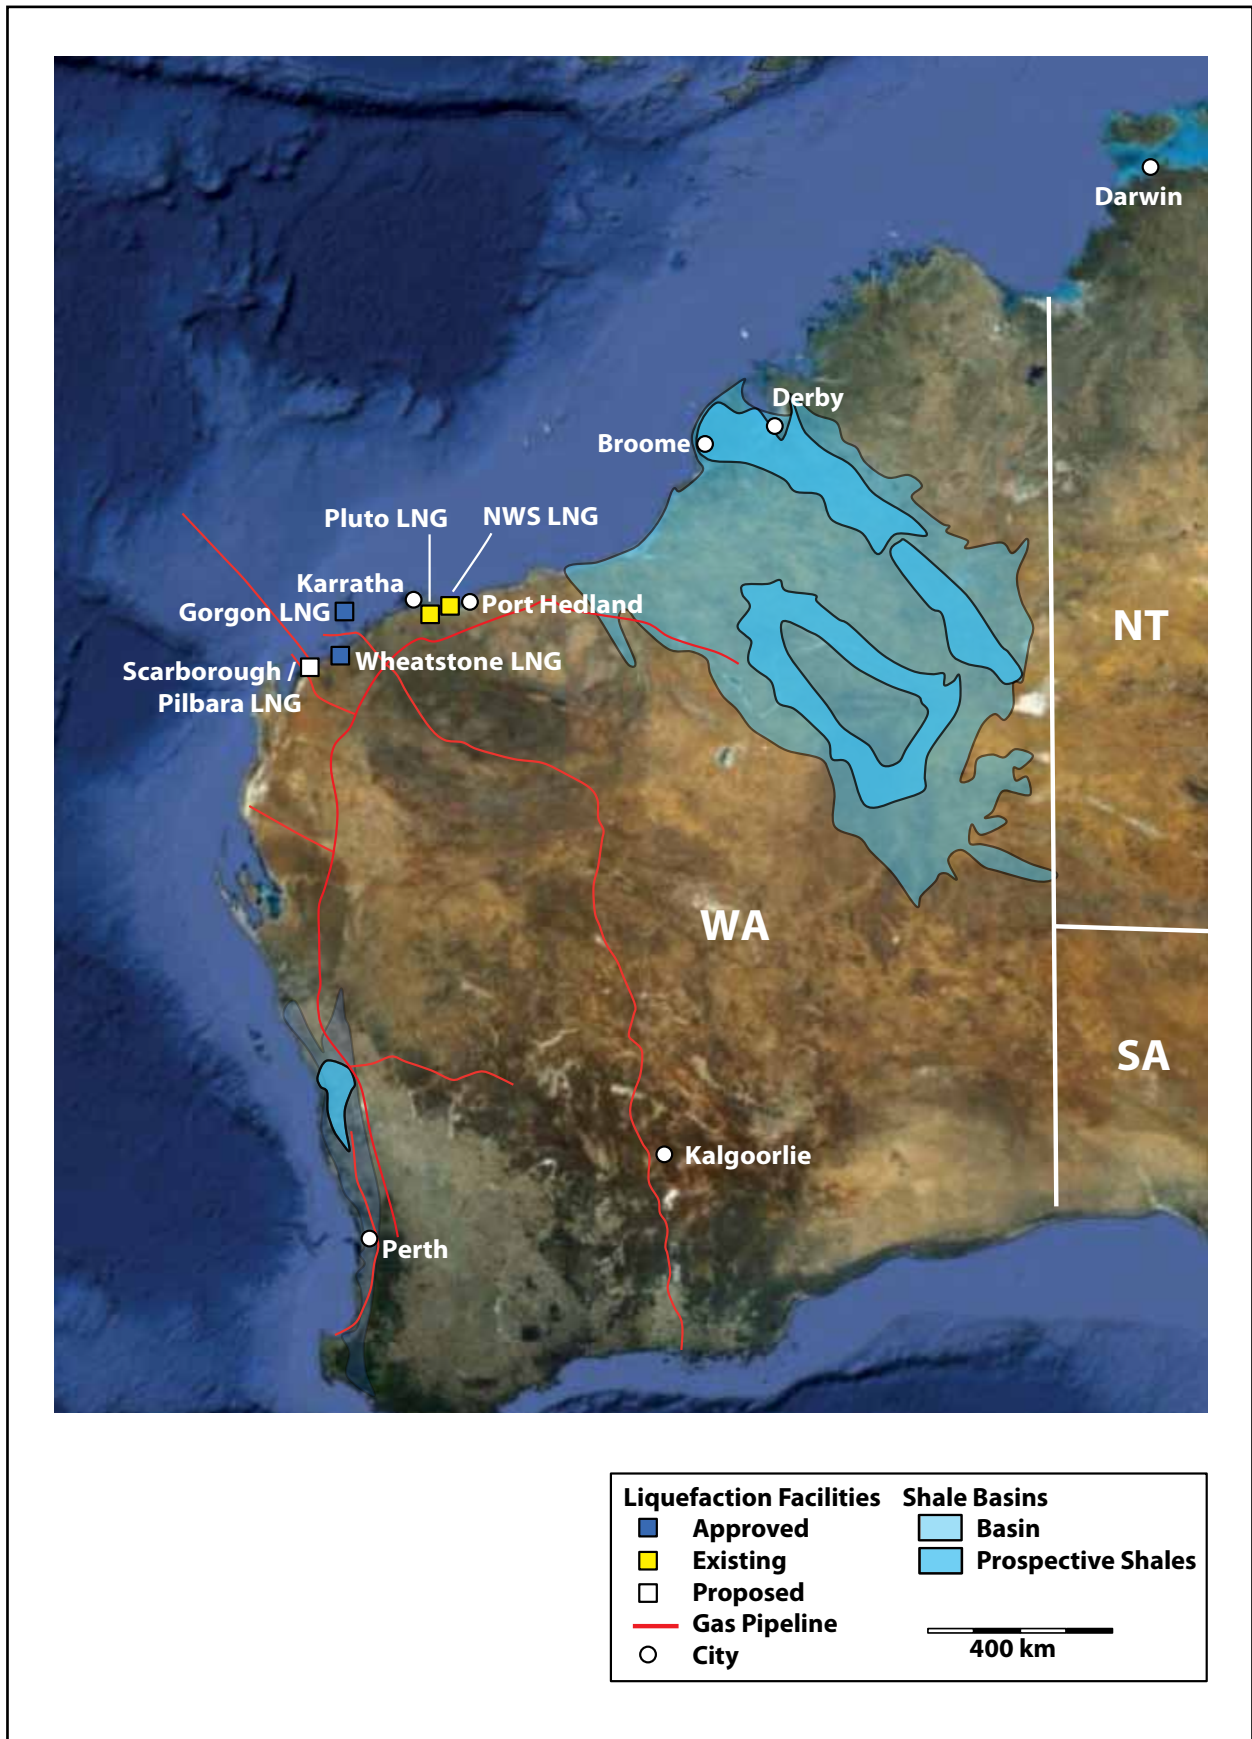 Darwin
Derby
Broome
Pluto LNG
NWS LNG
Karratha
Gorgon LNG
Port Hedland
NT
Wheatstone LNG
Scarborough /
Pilbara LNG
WA
SA
Kalgoorlie
Perth
Liquefaction Facilities
Approved
Existing
Proposed
Gas Pipeline
City
Shale Basins
Basin
Prospective Shales
400 km